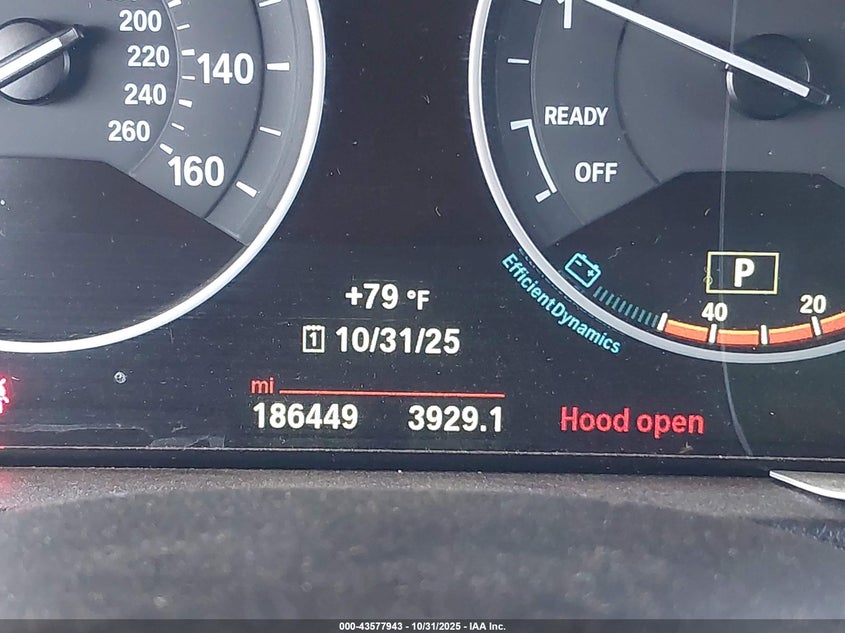 200
220
240
260
140
160
1
READY
OFF
+79 °F
1 10/31/25
mi
186449 3929.1
Hood open
EfficientDynamics
P
40
20
000-43577943 - 10/31/2025 - IAA Inc.